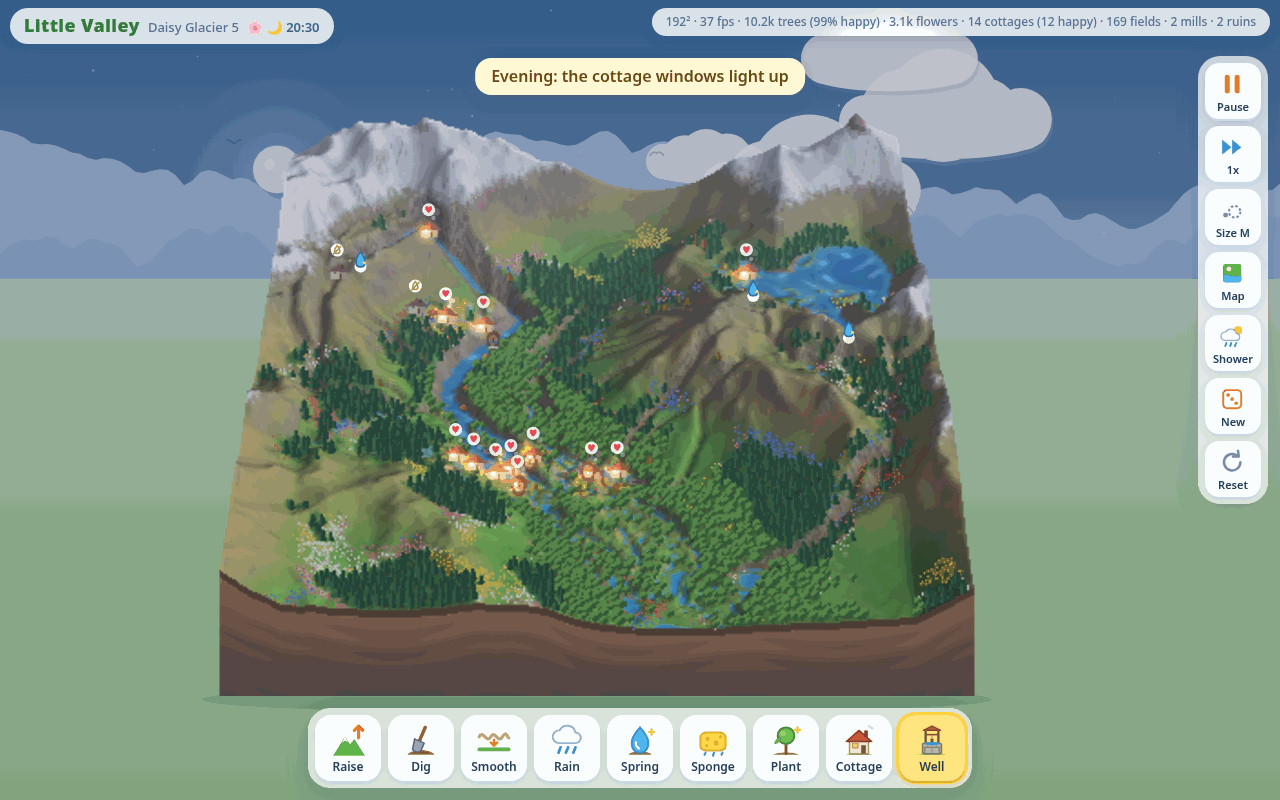 Little Valley Daisy Glacier 5 🌸 🌙 20:30
192² · 37 fps · 10.2k trees (99% happy) · 3.1k flowers · 14 cottages (12 happy) · 169 fields · 2 mills · 2 ruins
Evening: the cottage windows light up
Pause
1x
Size M
Map
Shower
New
Reset
Raise
Dig
Smooth
Rain
Spring
Sponge
Plant
Cottage
Well